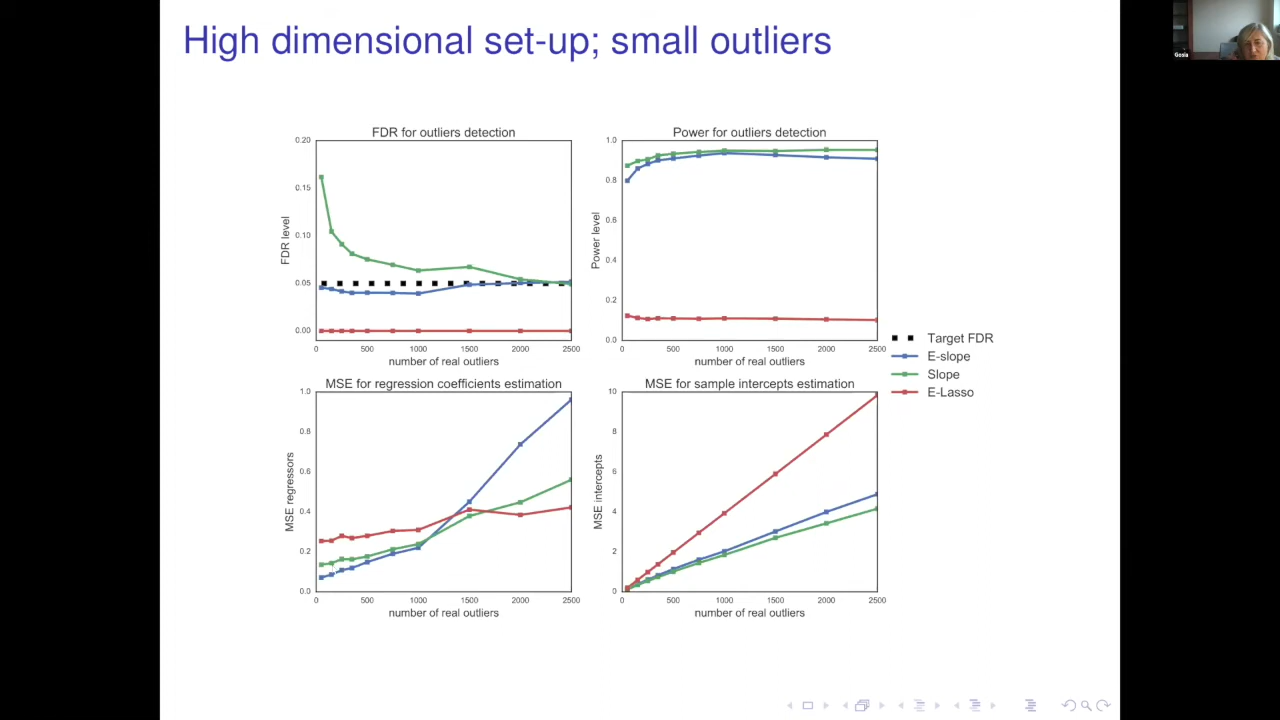 High dimensional set-up; small outliers
Gosia
FDR for outliers detection
0.20
0.15
0.10
0.05
0.00
FDR level
0
500
1000
1500
2000
2500
number of real outliers
Power for outliers detection
1.0
0.8
0.6
0.4
0.2
0.0
Power level
0
500
1000
1500
2000
2500
number of real outliers
Target FDR
E-slope
Slope
E-Lasso
MSE for regression coefficients estimation
1.0
0.8
0.6
0.4
0.2
0.0
MSE regressors
0
500
1000
1500
2000
2500
number of real outliers
MSE for sample intercepts estimation
10
8
6
4
2
0
MSE intercepts
0
500
1000
1500
2000
2500
number of real outliers